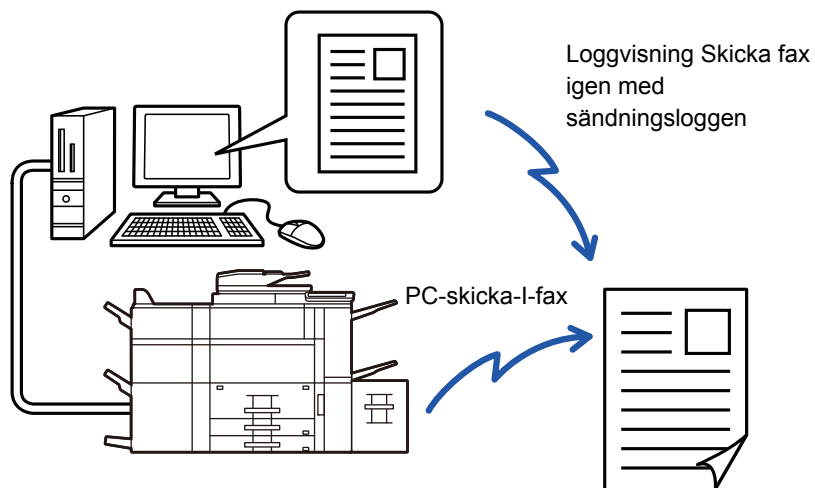 Loggvisning Skicka fax
igen med
sändningsloggen
PC-skicka-I-fax